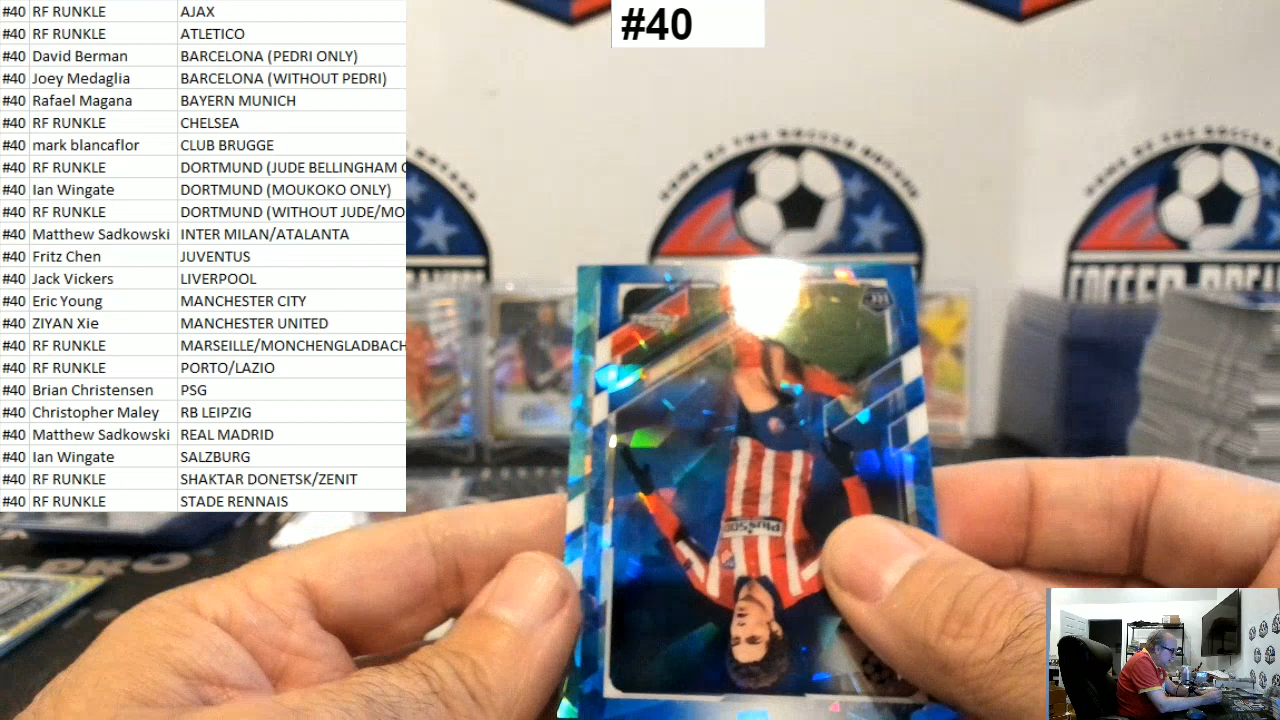 #40 RF RUNKLE AJAX
#40 RF RUNKLE ATLETICO
#40 David Berman BARCELONA (PEDRI ONLY)
#40 Joey Medaglia BARCELONA (WITHOUT PEDRI)
#40 Rafael Magana BAYERN MUNICH
#40 RF RUNKLE CHELSEA
#40 mark blancaflor CLUB BRUGGE
#40 RF RUNKLE DORTMUND (JUDE BELLINGHAM
#40 Ian Wingate DORTMUND (MOUKOKO ONLY)
#40 RF RUNKLE DORTMUND (WITHOUT JUDE/MO
#40 Matthew Sadkowski INTER MILAN/ATALANTA
#40 Fritz Chen JUVENTUS
#40 Jack Vickers LIVERPOOL
#40 Eric Young MANCHESTER CITY
#40 ZIYAN Xie MANCHESTER UNITED
#40 RF RUNKLE MARSEILLE/MONCHENGLADBACH
#40 RF RUNKLE PORTO/LAZIO
#40 Brian Christensen PSG
#40 Christopher Maley RB LEIPZIG
#40 Matthew Sadkowski REAL MADRID
#40 Ian Wingate SALZBURG
#40 RF RUNKLE SHAKTAR DONETSK/ZENIT
#40 RF RUNKLE STADE RENNAIS
#40
HOME OF THE SOCCER
SOCCER BREA